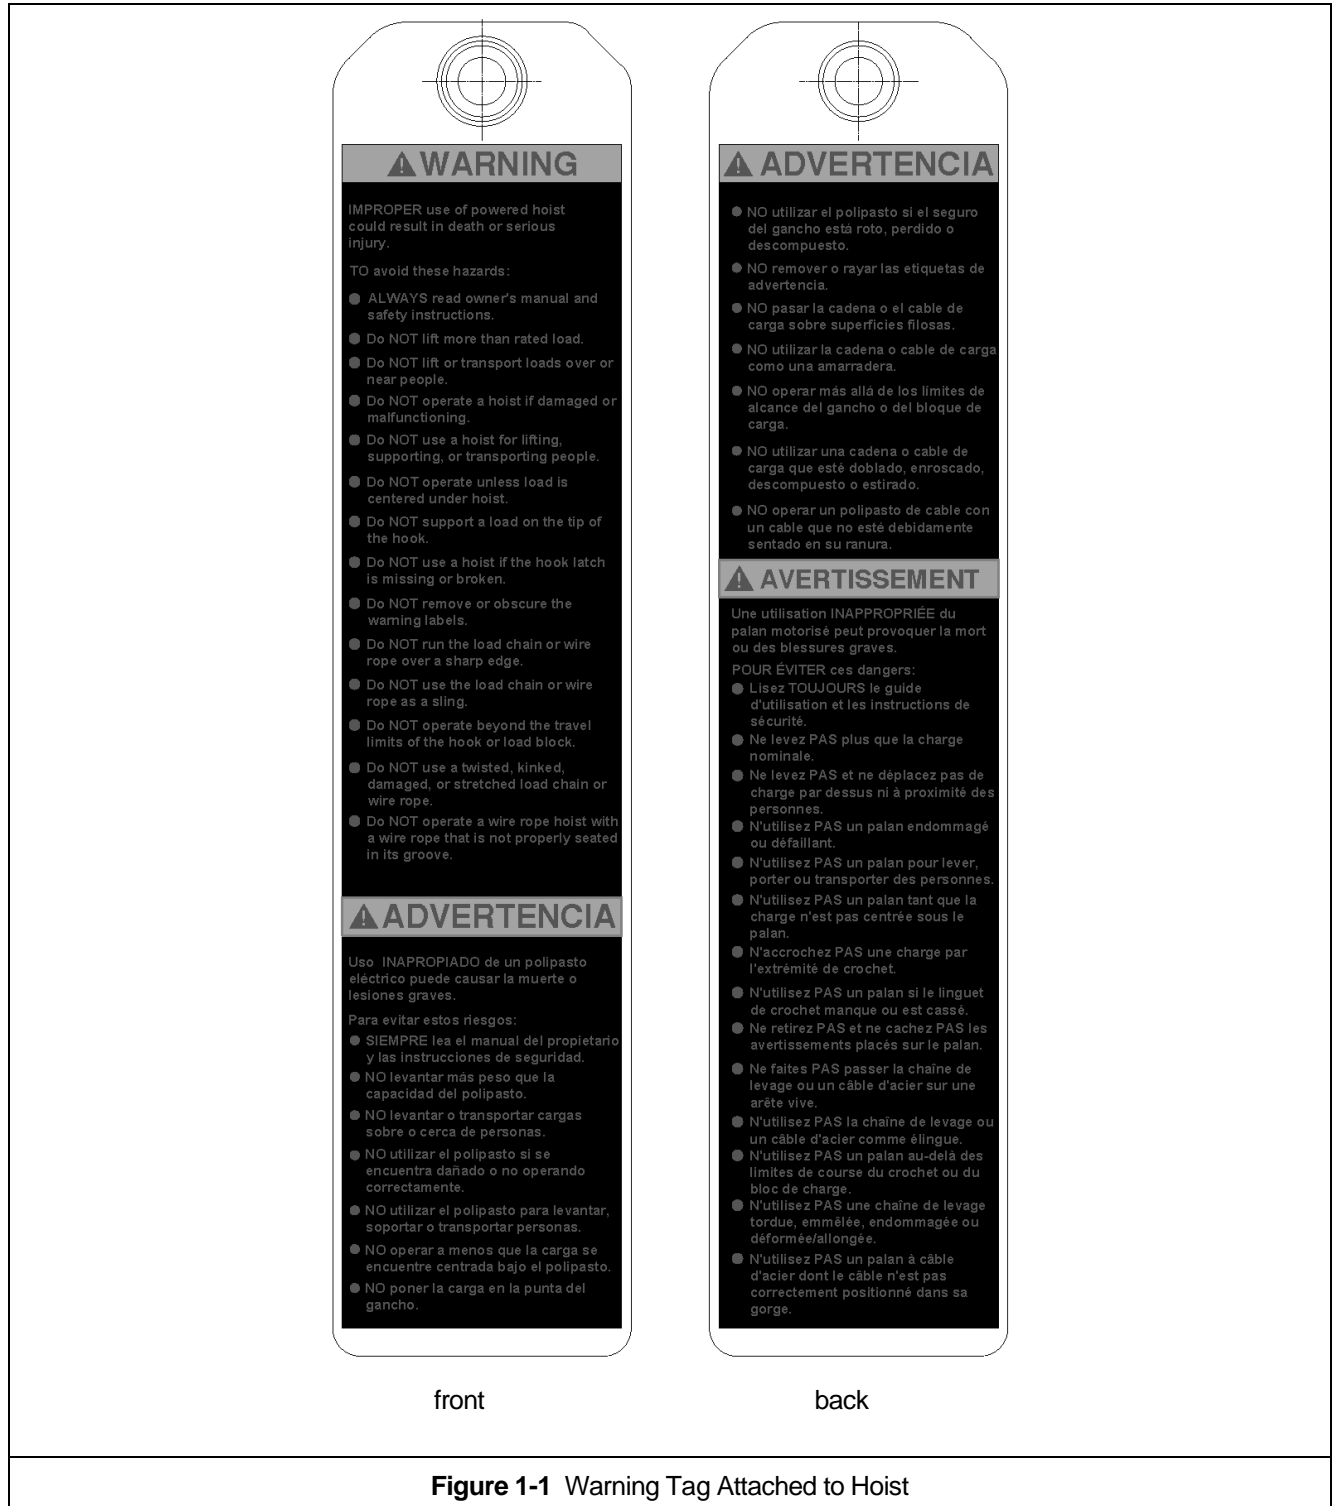 WARNING
IMPROPER use of powered hoist
could result in death or serious
injury.
TO avoid these hazards:
● ALWAYS read owner's manual and
safety instructions.
● Do NOT lift more than rated load.
● Do NOT lift or transport loads over or
near people.
● Do NOT operate a hoist if damaged or
malfunctioning.
● Do NOT use a hoist for lifting,
supporting, or transporting people.
● Do NOT operate unless load is
centered under hoist.
● Do NOT support a load on the tip of
the hook.
● Do NOT use a hoist if the hook latch
is missing or broken.
● Do NOT remove or obscure the
warning labels.
● Do NOT run the load chain or wire
rope over a sharp edge.
● Do NOT use the load chain or wire
rope as a sling.
● Do NOT operate beyond the travel
limits of the hook or load block.
● Do NOT use a twisted, kinked,
damaged, or stretched load chain or
wire rope.
● Do NOT operate a wire rope hoist with
a wire rope that is not properly seated
in its groove.
ADVERTENCIA
Uso INAPROPIADO de un polipasto
eléctrico puede causar la muerte o
lesiones graves.
Para evitar estos riesgos:
● SIEMPRE lea el manual del propietario
y las instrucciones de seguridad.
● NO levantar más peso que la
capacidad del polipasto.
● NO levantar o transportar cargas
sobre o cerca de personas.
● NO utilizar el polipasto si se
encuentra dañado o no operando
correctamente.
● NO utilizar el polipasto para levantar,
soportar o transportar personas.
● NO operar a menos que la carga se
encuentre centrada bajo el polipasto.
● NO poner la carga en la punta del
gancho.
front
ADVERTENCIA
● NO utilizar el polipasto si el seguro
del gancho está roto, perdido o
descompuesto.
● NO remover o rayar las etiquetas de
advertencia.
● NO pasar la cadena o el cable de
carga sobre superficies filosas.
● NO utilizar la cadena o cable de carga
como una amarradera.
● NO operar más allá de los límites de
alcance del gancho o del bloque de
carga.
● NO utilizar una cadena o cable de
carga que esté doblado, enroscado,
descompuesto o estirado.
● NO operar un polipasto de cable con
un cable que no esté debidamente
sentado en su ranura.
AVERTISSEMENT
Une utilisation INAPPROPRIÉE du
palan motorisé peut provoquer la mort
ou des blessures graves.
POUR ÉVITER ces dangers:
● Lisez TOUJOURS le guide
d'utilisation et les instructions de
sécurité.
● Ne levez PAS plus que la charge
nominale.
● Ne levez PAS et ne déplacez pas de
charge par dessus ni à proximité des
personnes.
● N'utilisez PAS un palan endommagé
ou défaillant.
● N'utilisez PAS un palan pour lever,
porter ou transporter des personnes.
● N'utilisez PAS un palan tant que la
charge n'est pas centrée sous le
palan.
● N'accrochez PAS une charge par
l'extrémité de crochet.
● N'utilisez PAS un palan si le linguet
de crochet manque ou est cassé.
● Ne retirez PAS et ne cachez PAS les
avertissements placés sur le palan.
● Ne faites PAS passer la chaîne de
levage ou un câble d'acier sur une
arête vive.
● N'utilisez PAS la chaîne de levage ou
un câble d'acier comme élingue.
● N'utilisez PAS un palan au-delà des
limites de course du crochet ou du
bloc de charge.
● N'utilisez PAS une chaîne de levage
tordue, emmêlée, endommagée ou
déformée/allongée.
● N'utilisez PAS un palan à câble
d'acier dont le câble n'est pas
correctement positionné dans sa
gorge.
back
Figure 1-1 Warning Tag Attached to Hoist